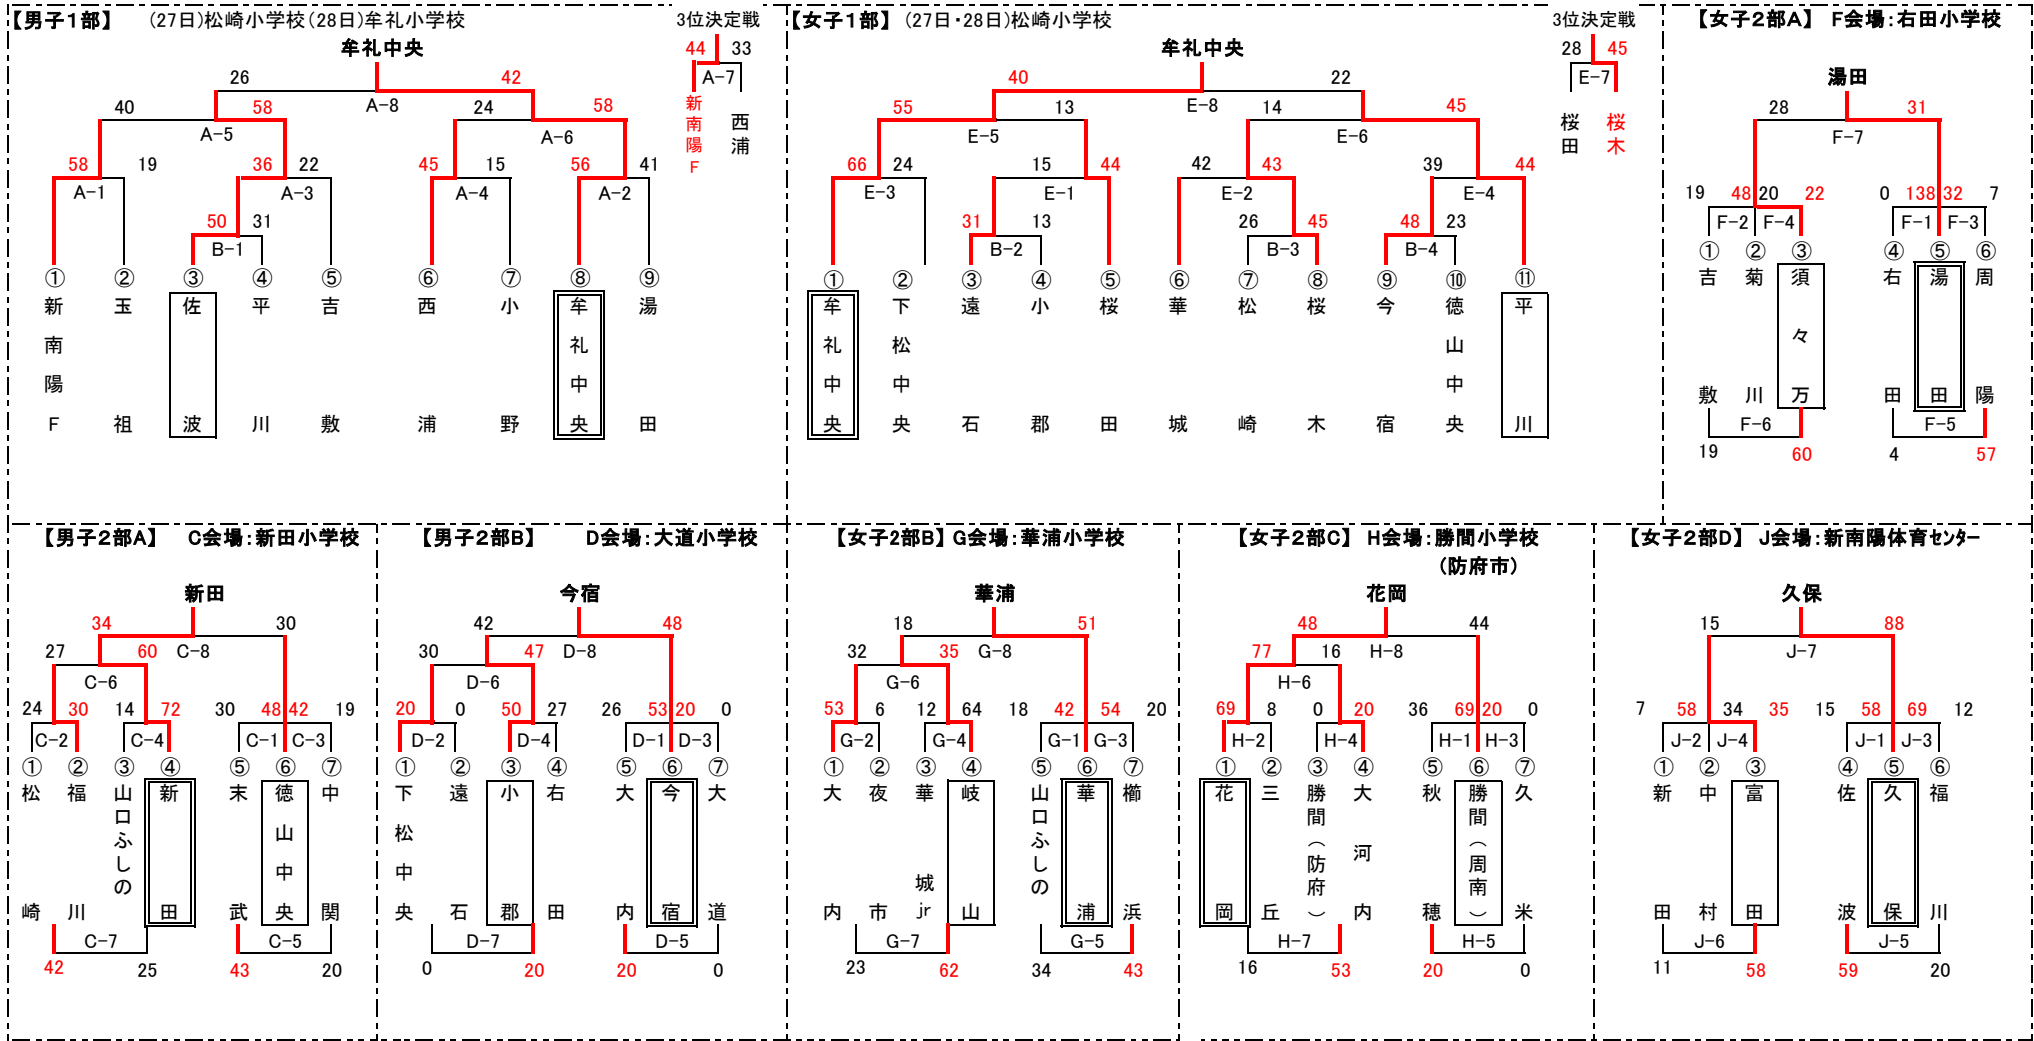 【男子1部】 (27日)松崎小学校(28日)牟礼小学校
3位決定戦
牟礼中央
44 33
A-7
新南陽F
西浦
26 42
A-8
40 58 24 58
A-5 A-6
58 19 36 22 45 15 56 41
A-1 A-3 A-4 A-2
50 31
B-1
① ② ③ ④ ⑤ ⑥ ⑦ ⑧ ⑨
新南陽F
玉祖
佐波
平川
吉敷
西浦
小野
牟礼中央
湯田
【女子1部】 (27日・28日)松崎小学校
3位決定戦
牟礼中央
28 45
E-7
桜田
桜木
40 22
E-8
55 13 14 45
E-5 E-6
66 24 15 44 42 43 39 44
E-3 E-1 E-2 E-4
31 13 26 45 48 23
B-2 B-3 B-4
① ② ③ ④ ⑤ ⑥ ⑦ ⑧ ⑨ ⑩ ⑪
牟礼中央
下松中央
遠石
小郡
桜田
華城
松崎
桜木
今宿
徳山中央
平川
【女子2部A】 F会場:右田小学校
湯田
28 31
F-7
19 48 20 22 0 138 32 7
F-2 F-4 F-1 F-3
① ② ③ ④ ⑤ ⑥
吉敷
菊川
須々万
右田
湯田
周陽
F-6 F-5
19 60 4 57
【男子2部A】 C会場:新田小学校
新田
34 30
C-8
27 60
C-6
24 30 14 72 30 48 42 19
C-2 C-4 C-1 C-3
① ② ③ ④ ⑤ ⑥ ⑦
松崎
福川
山口ふしの
新田
末武
徳山中央
中関
C-7 C-5
42 25 43 20
【男子2部B】 D会場:大道小学校
今宿
42 48
D-8
30 47
D-6
20 0 50 27 26 53 20 0
D-2 D-4 D-1 D-3
① ② ③ ④ ⑤ ⑥ ⑦
下松中央
遠石
小郡
右田
大内
今宿
大道
D-7 D-5
0 20 20 0
【女子2部B】 G会場:華浦小学校
華浦
18 51
G-8
32 35
G-6
53 6 12 64 18 42 54 20
G-2 G-4 G-1 G-3
① ② ③ ④ ⑤ ⑥ ⑦
大内
夜市
華城jr
岐山
山口ふしの
華浦
櫛浜
G-7 G-5
23 62 34 43
【女子2部C】 H会場:勝間小学校
(防府市)
花岡
48 44
H-8
77 16
H-6
69 8 0 20 36 69 20 0
H-2 H-4 H-1 H-3
① ② ③ ④ ⑤ ⑥ ⑦
花岡
三丘
勝間(防府)
大河内
秋穂
勝間(周南)
久米
H-7 H-5
16 53 20 0
【女子2部D】 J会場:新南陽体育ｾﾝﾀｰ
久保
15 88
J-7
7 58 34 35 15 58 69 12
J-2 J-4 J-1 J-3
① ② ③ ④ ⑤ ⑥
新田
中村
富田
佐波
久保
福川
J-6 J-5
11 58 59 20